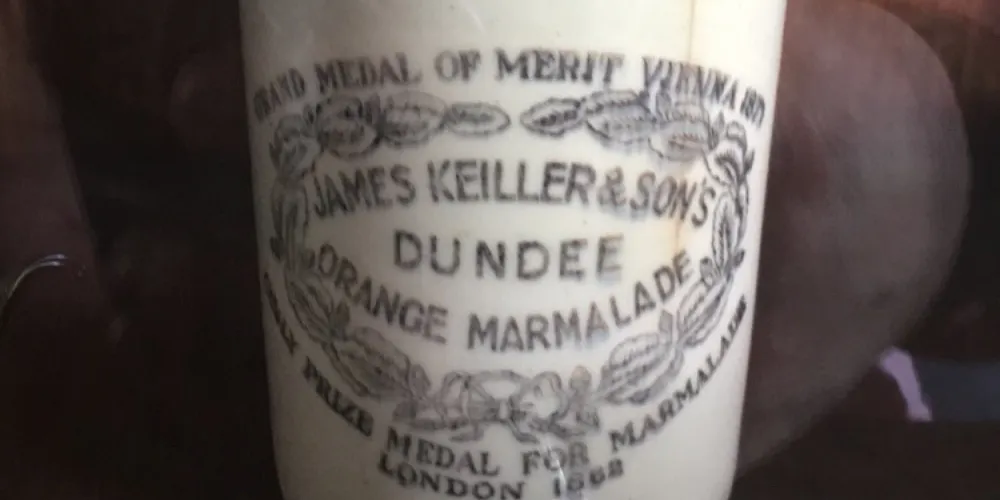 GRAND MEDAL OF MERIT VIENNA 1873
JAMES KEILLER & SON'S
DUNDEE
ORANGE MARMALADE
ONLY PRIZE MEDAL FOR MARMALADE
LONDON 1862